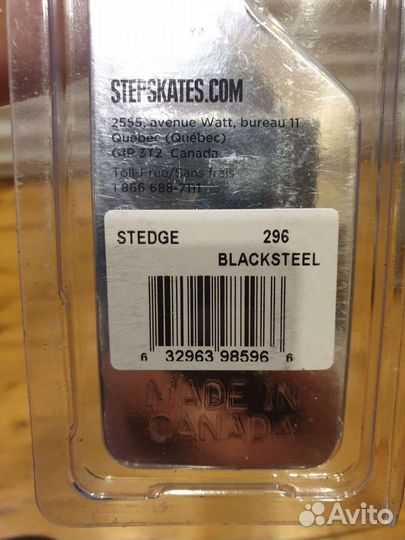 STEPSKATES.COM
2555, avenue Watt, bureau 11
Québec (Québec)
G1P 3T2 Canada
Toll-Free/Sans frais
1 866 688-7111
STEDGE 296
BLACKSTEEL
6 32963 98596 6
MADE IN
CANADA
Avito